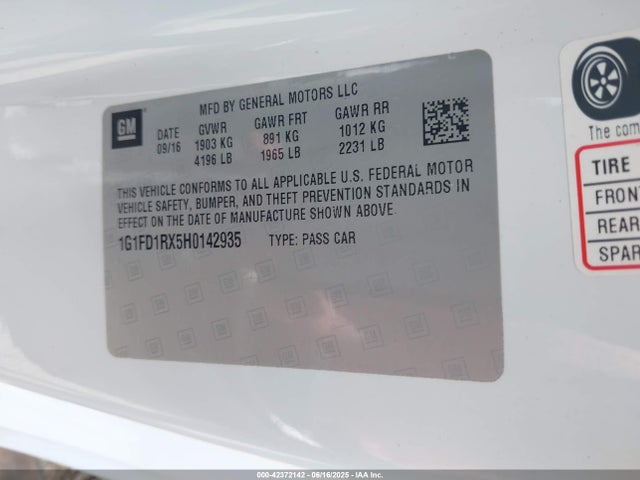 MFD BY GENERAL MOTORS LLC
GM
DATE GVWR GAWR FRT GAWR RR
09/16 1903 KG 891 KG 1012 KG
4196 LB 1965 LB 2231 LB
THIS VEHICLE CONFORMS TO ALL APPLICABLE U.S. FEDERAL MOTOR
VEHICLE SAFETY, BUMPER, AND THEFT PREVENTION STANDARDS IN
EFFECT ON THE DATE OF MANUFACTURE SHOWN ABOVE.
1G1FD1RX5H0142935 TYPE: PASS CAR
The com
TIRE
FRON
REAR
SPAR
000-42372142 - 06/16/2025 - IAAI Inc.